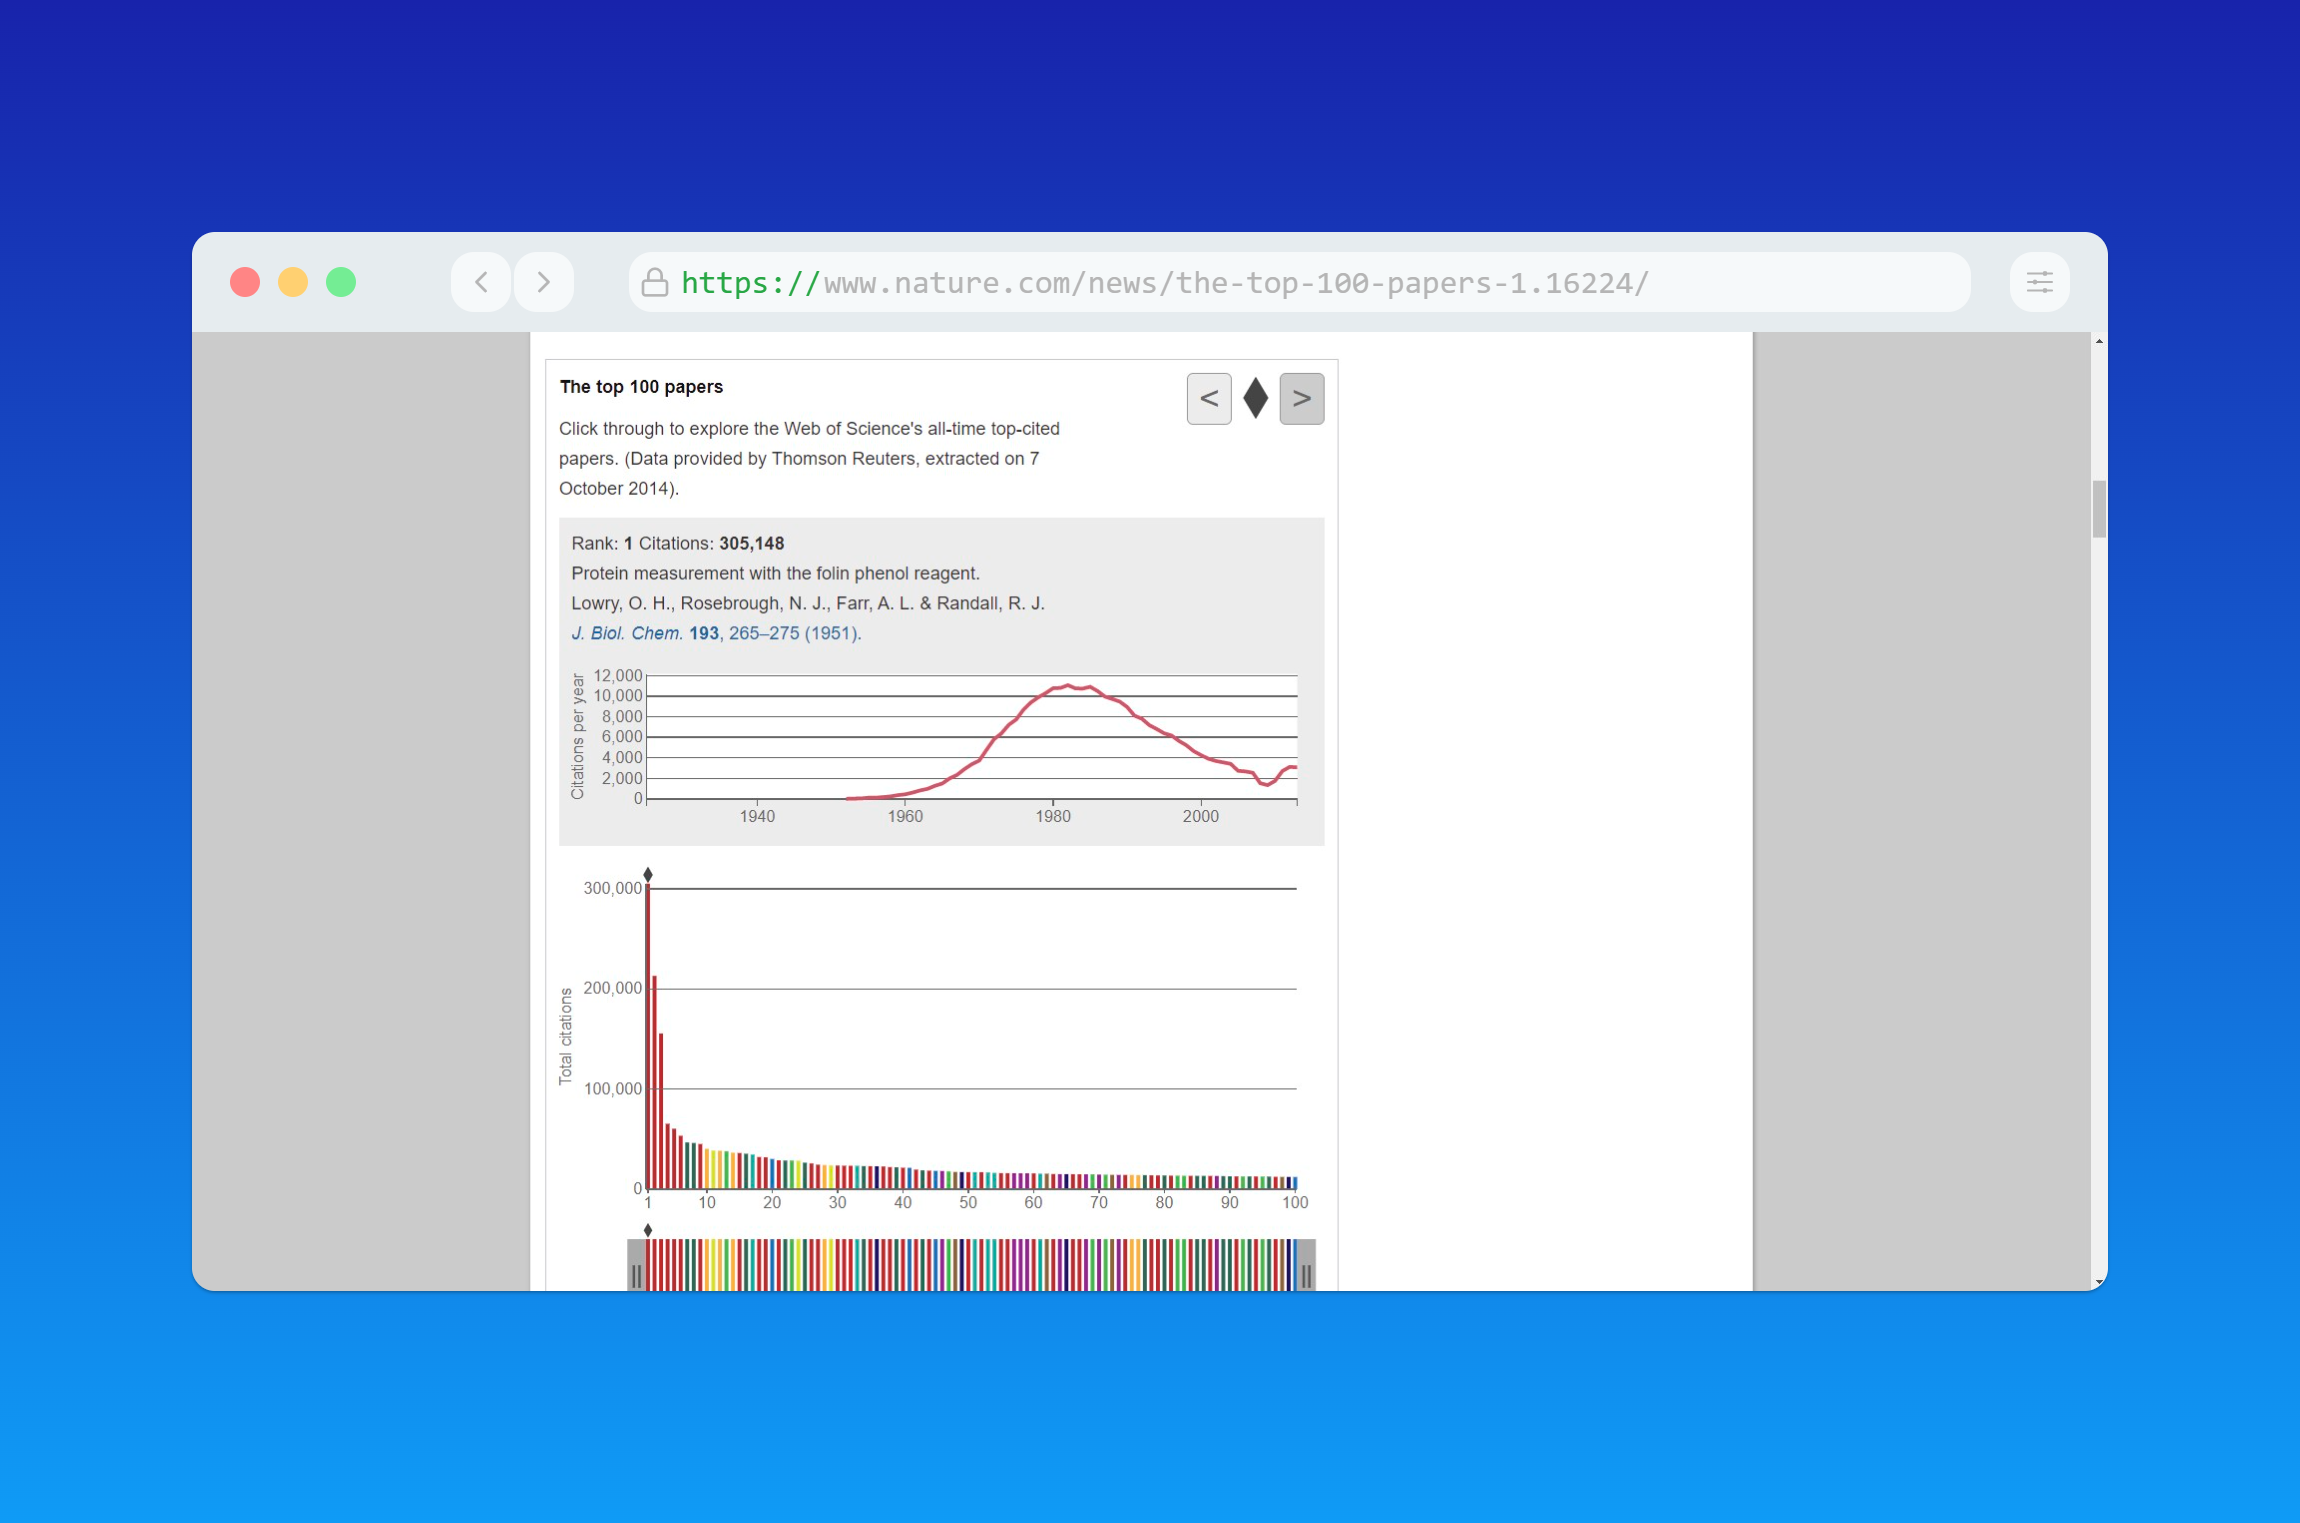 https://www.nature.com/news/the-top-100-papers-1.16224/
The top 100 papers
< >
Click through to explore the Web of Science's all-time top-cited
papers. (Data provided by Thomson Reuters, extracted on 7
October 2014).
Rank: 1 Citations: 305,148
Protein measurement with the folin phenol reagent.
Lowry, O. H., Rosebrough, N. J., Farr, A. L. & Randall, R. J.
J. Biol. Chem. 193, 265–275 (1951).
Citations per year
12,000
10,000
8,000
6,000
4,000
2,000
0
1940 1960 1980 2000
Total citations
300,000
200,000
100,000
0
1 10 20 30 40 50 60 70 80 90 100